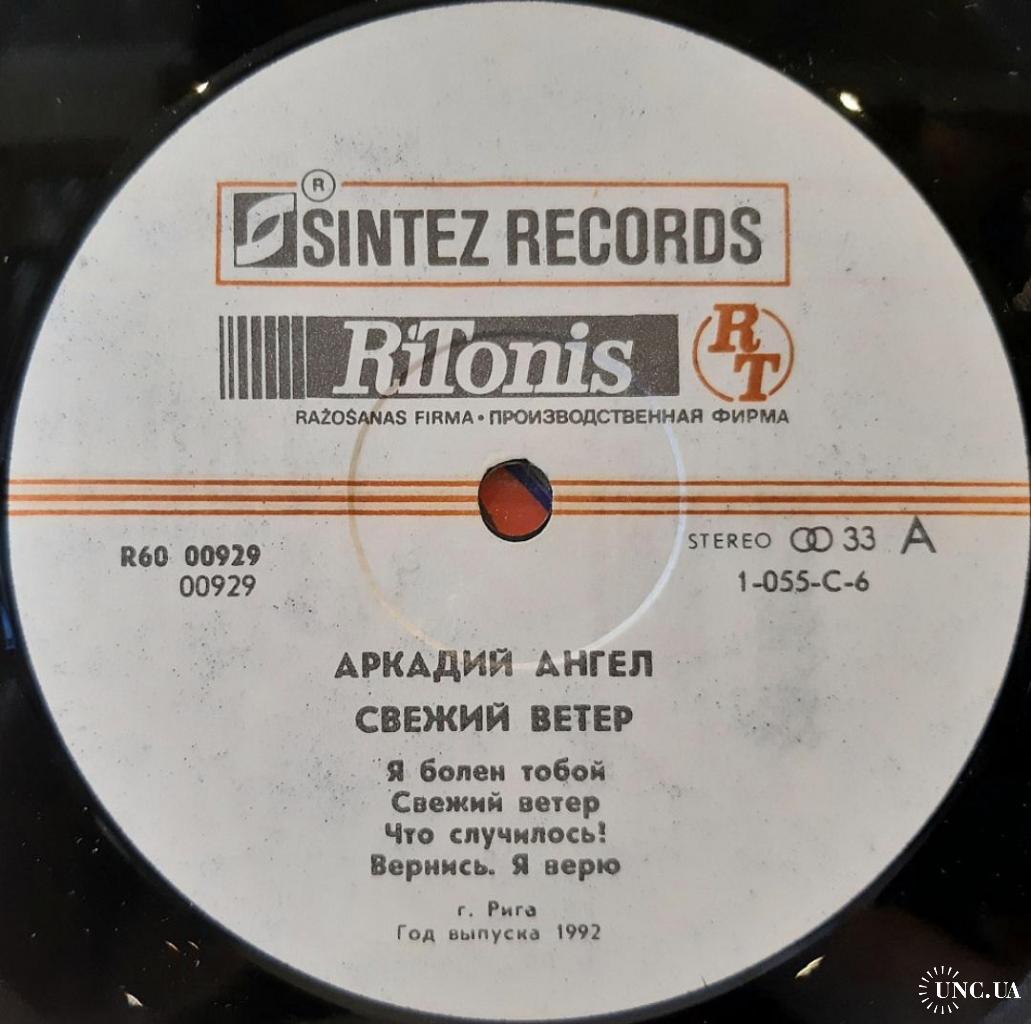 ®
SINTEZ RECORDS
RiTonis
RT
RAŽOŠANAS FIRMA • ПРОИЗВОДСТВЕННАЯ ФИРМА
R60 00929
00929
STEREO 33 A
1-055-C-6
АРКАДИЙ АНГЕЛ
СВЕЖИЙ ВЕТЕР
Я болен тобой
Свежий ветер
Что случилось!
Вернись. Я верю
г. Рига
Год выпуска 1992
UNC.UA